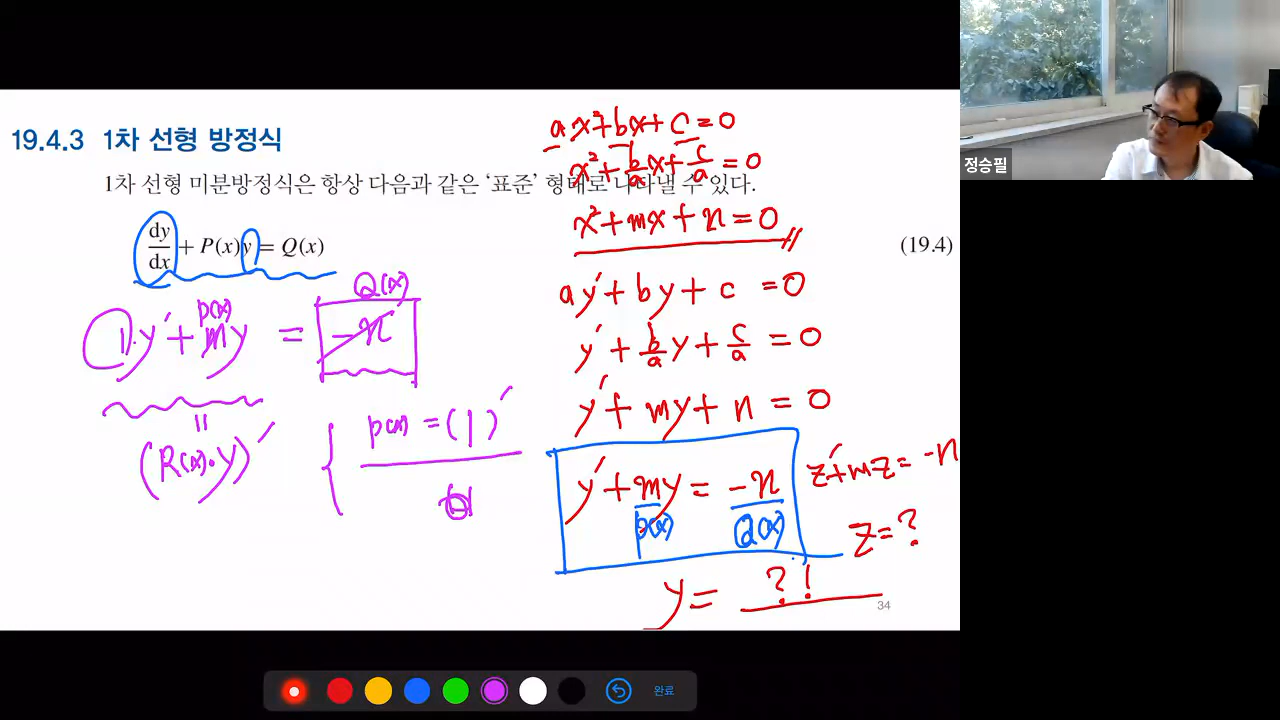 19.4.3 1차 선형 방정식
1차 선형 미분방정식은 항상 다음과 같은 ‘표준’ 형태로 나타낼 수 있다.
dy/dx + P(x)y = Q(x)
(19.4)
Q(x)
p(x)
1·y′ + my = -n
"
(R(x)·y)′
p(x) = (1)′
ax²+bx+c=0
x²+b/a x+c/a=0
x²+mx+n=0
ay′+by+c=0
y′+b/a y+c/a=0
y′+my+n=0
y′+my=-n
p(x) Q(x)
z′+mz=-n
z=?
y= ?!
34
정승필
완료